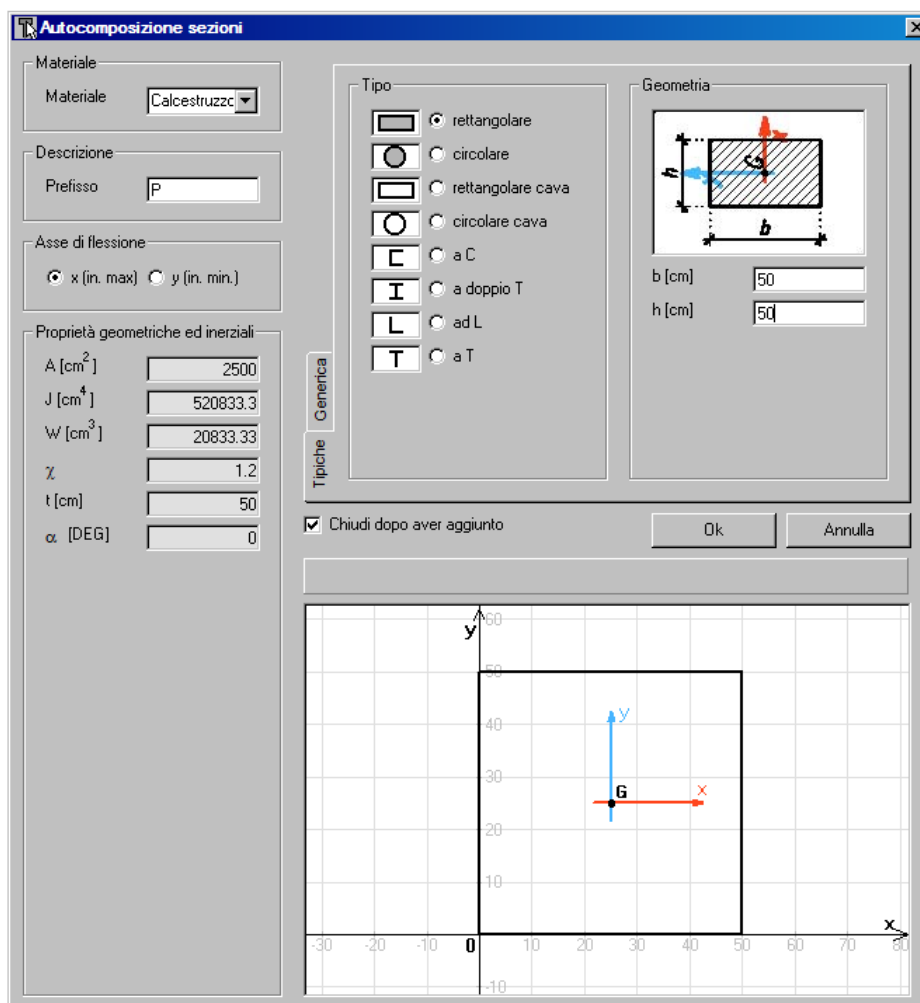 Autocomposizione sezioni
Materiale
Materiale Calcestruzzo
Descrizione
Prefisso P
Asse di flessione
x (in. max) y (in. min.)
Proprietà geometriche ed inerziali
A [cm2] 2500
J [cm4] 520833.3
W [cm3] 20833.33
χ 1.2
t [cm] 50
α [DEG] 0
Generica
Tipiche
Tipo
rettangolare
circolare
rettangolare cava
circolare cava
a C
a doppio T
ad L
a T
Geometria
h
G
y
x
b
b [cm] 50
h [cm] 50
Chiudi dopo aver aggiunto
Ok Annulla
y
60
50
40
30
20
10
-10
y
G x
x
-30 -20 -10 0 10 20 30 40 50 60 70 80